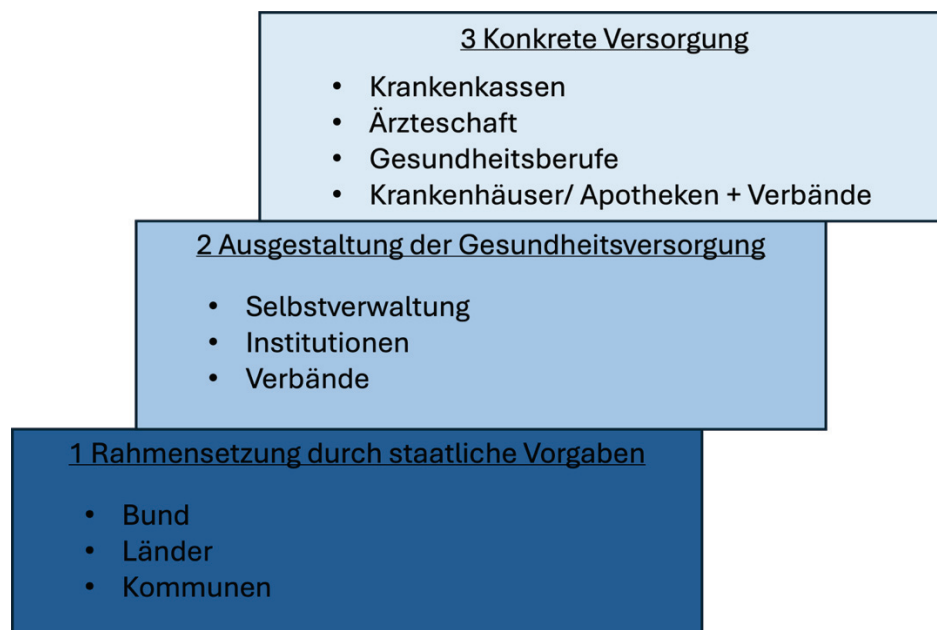 3 Konkrete Versorgung
• Krankenkassen
• Ärzteschaft
• Gesundheitsberufe
• Krankenhäuser/ Apotheken + Verbände
2 Ausgestaltung der Gesundheitsversorgung
• Selbstverwaltung
• Institutionen
• Verbände
1 Rahmensetzung durch staatliche Vorgaben
• Bund
• Länder
• Kommunen